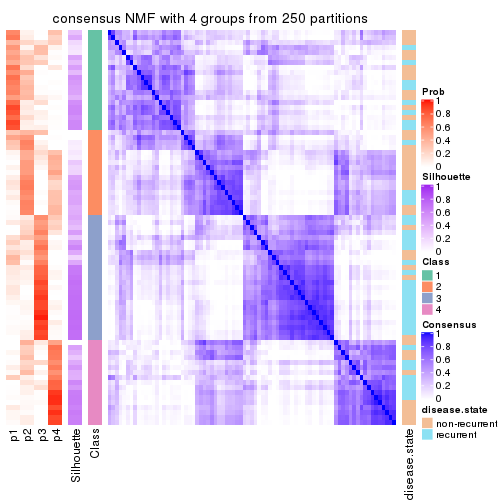 consensus NMF with 4 groups from 250 partitions
Prob
1
0.8
0.6
0.4
0.2
0
Silhouette
1
0.8
0.6
0.4
0.2
0
Class
1
2
3
4
Consensus
1
0.8
0.6
0.4
0.2
0
disease.state
non-recurrent
recurrent
p1
p2
p3
p4
Silhouette
Class
disease.state